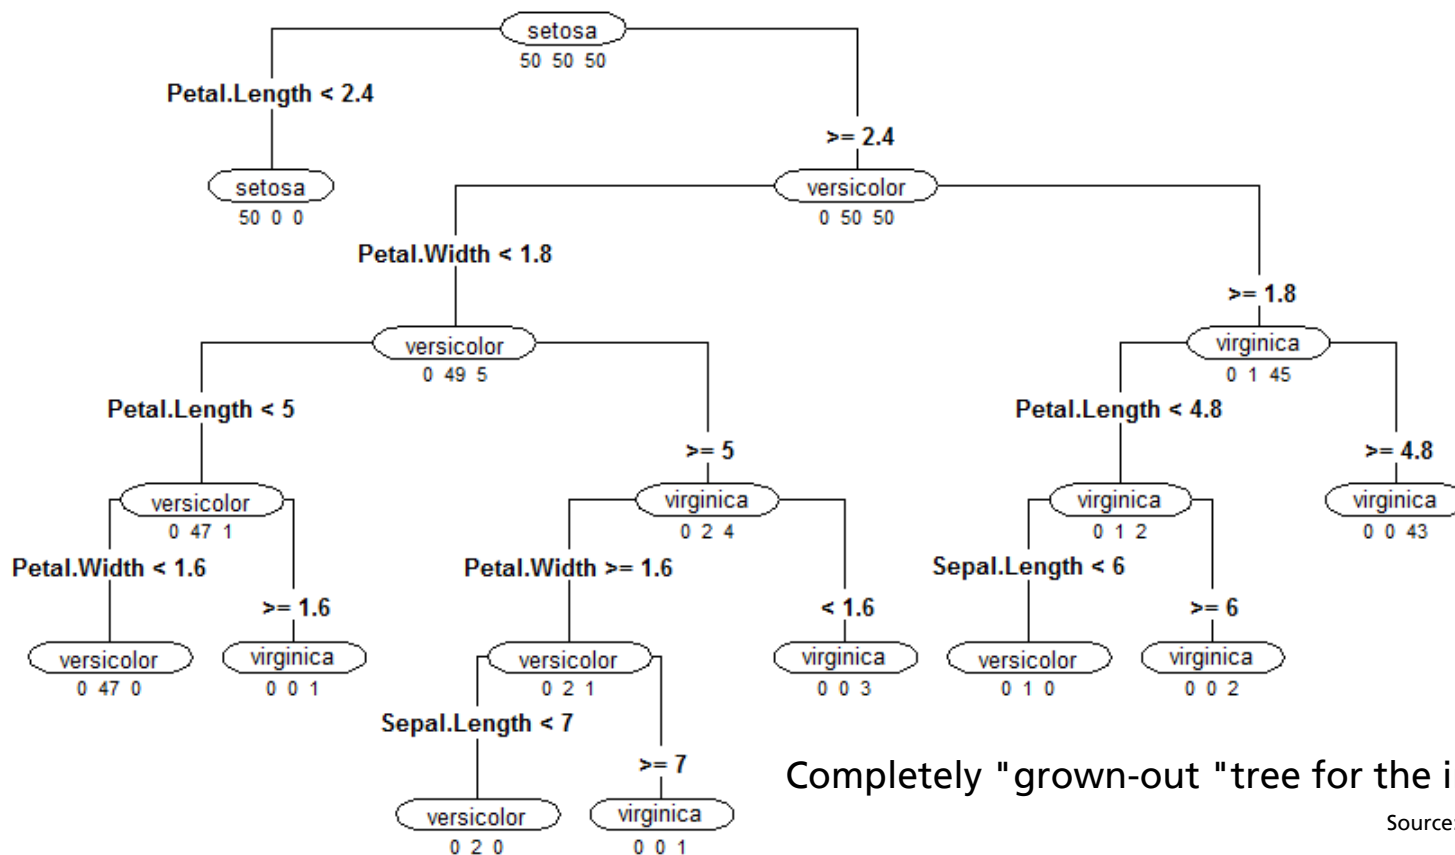 setosa
50 50 50
Petal.Length < 2.4
>= 2.4
setosa
50 0 0
versicolor
0 50 50
Petal.Width < 1.8
>= 1.8
versicolor
0 49 5
virginica
0 1 45
Petal.Length < 5
>= 5
Petal.Length < 4.8
>= 4.8
versicolor
0 47 1
virginica
0 2 4
virginica
0 1 2
virginica
0 0 43
Petal.Width < 1.6
>= 1.6
Petal.Width >= 1.6
< 1.6
Sepal.Length < 6
>= 6
versicolor
0 47 0
virginica
0 0 1
versicolor
0 2 1
virginica
0 0 3
versicolor
0 1 0
virginica
0 0 2
Sepal.Length < 7
>= 7
versicolor
0 2 0
virginica
0 0 1
Completely "grown-out "tree for the i
Source: